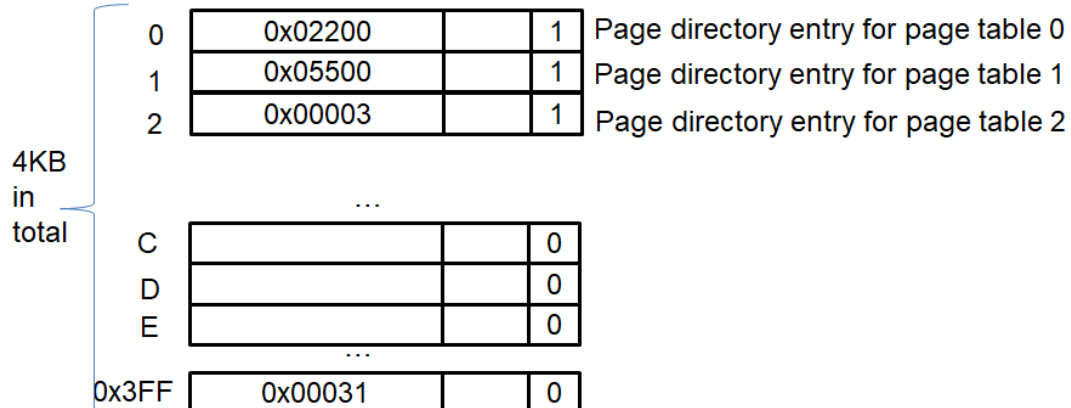 0 0x02200 1 Page directory entry for page table 0
1 0x05500 1 Page directory entry for page table 1
2 0x00003 1 Page directory entry for page table 2
4KB
in
total
...
C 0
D 0
E 0
...
0x3FF 0x00031 0